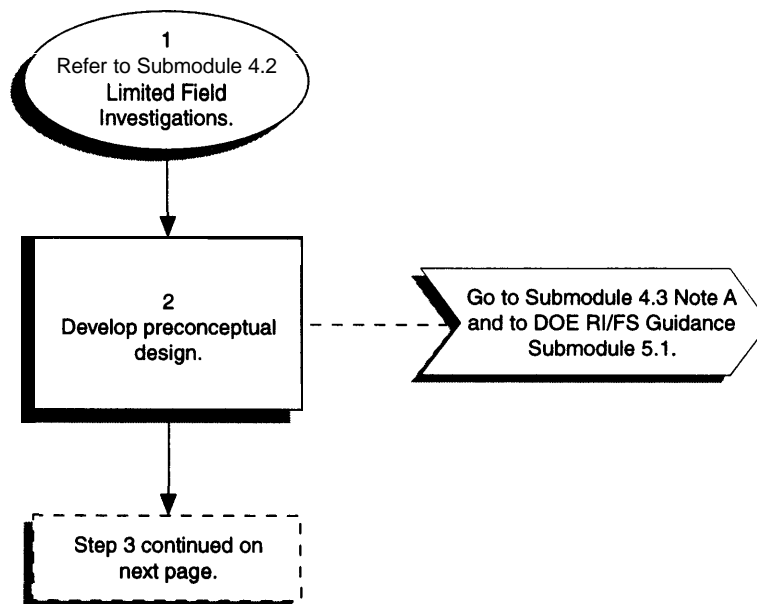 1
Refer to Submodule 4.2
Limited Field
Investigations.
2
Develop preconceptual
design.
Go to Submodule 4.3 Note A
and to DOE RI/FS Guidance
Submodule 5.1.
Step 3 continued on
next page.